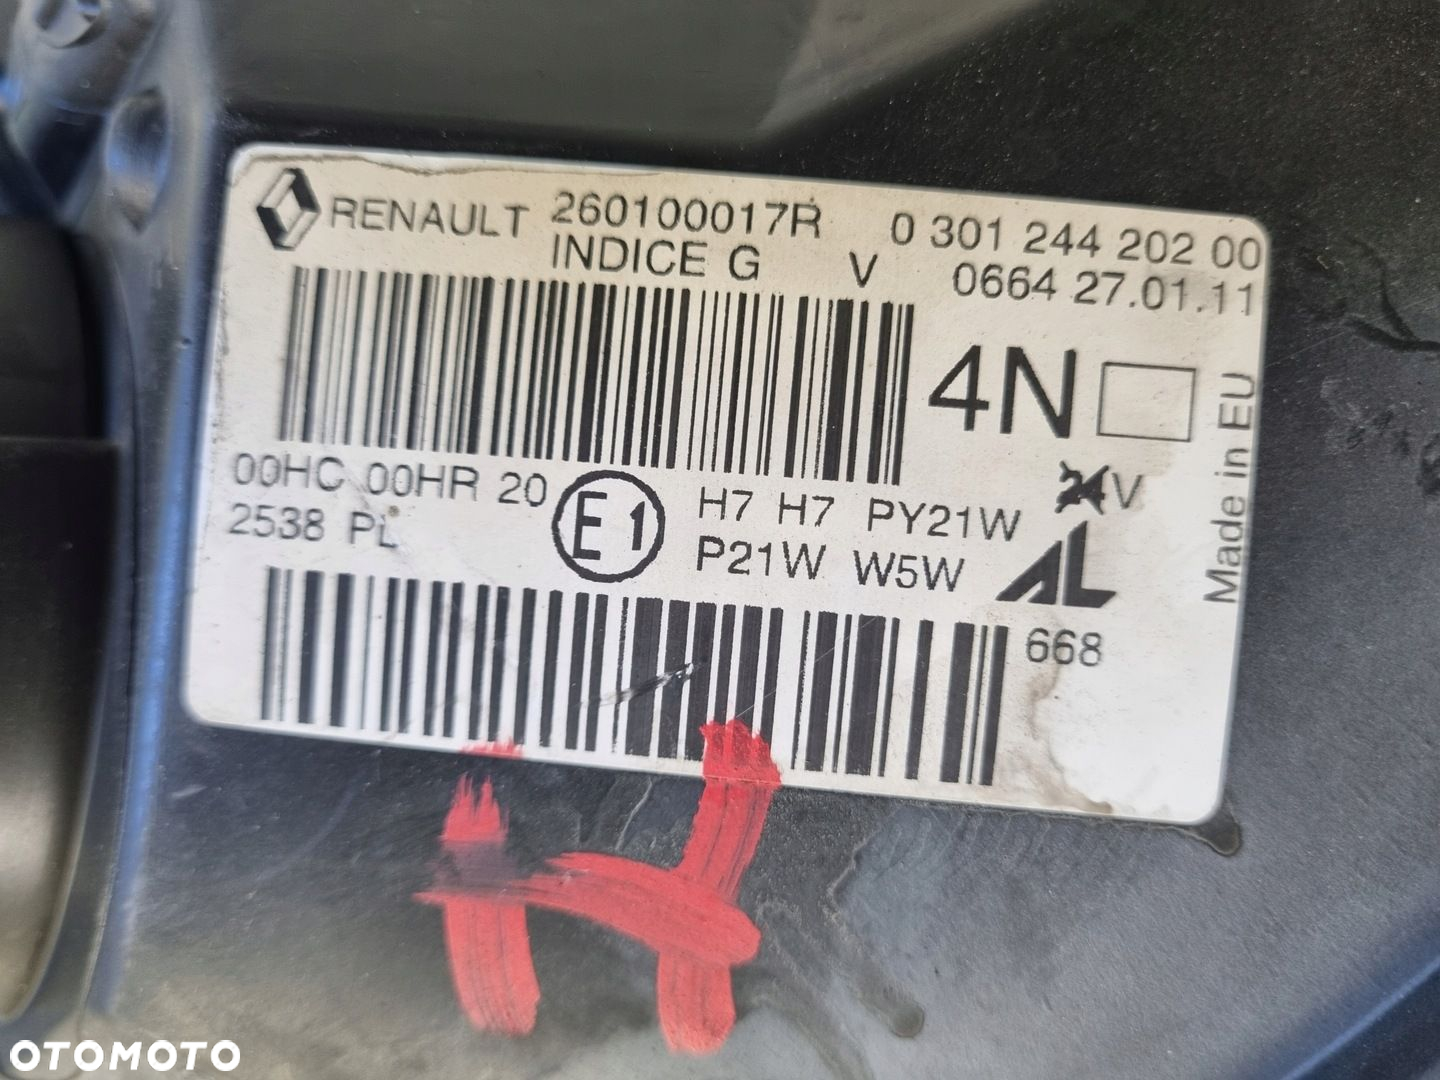 RENAULT 260100017R 0 301 244 202 00
INDICE G V 0664 27.01.11
4N
Made in EU
00HC 00HR 20 E1 H7 H7 PY21W 24V
2538 PL P21W W5W AL
668
H
OTOMOTO